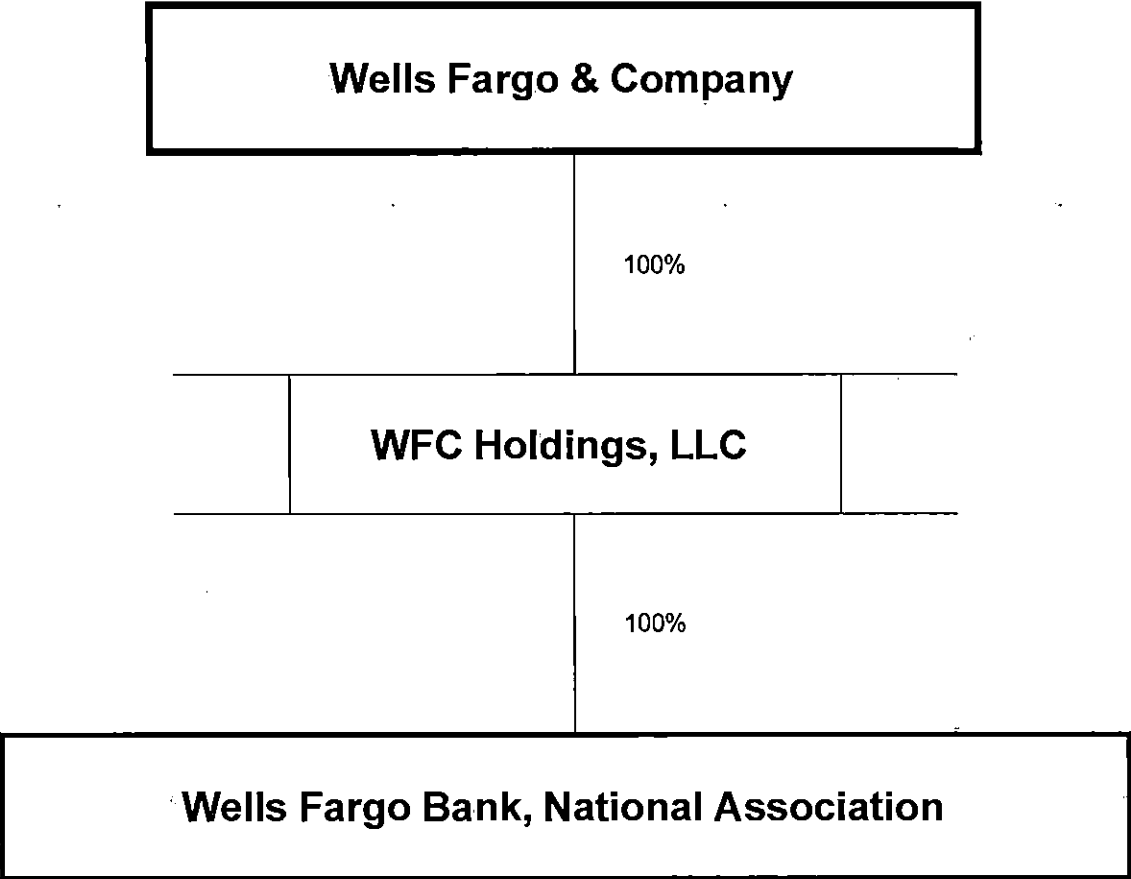 Wells Fargo & Company
100%
WFC Holdings, LLC
100%
Wells Fargo Bank, National Association